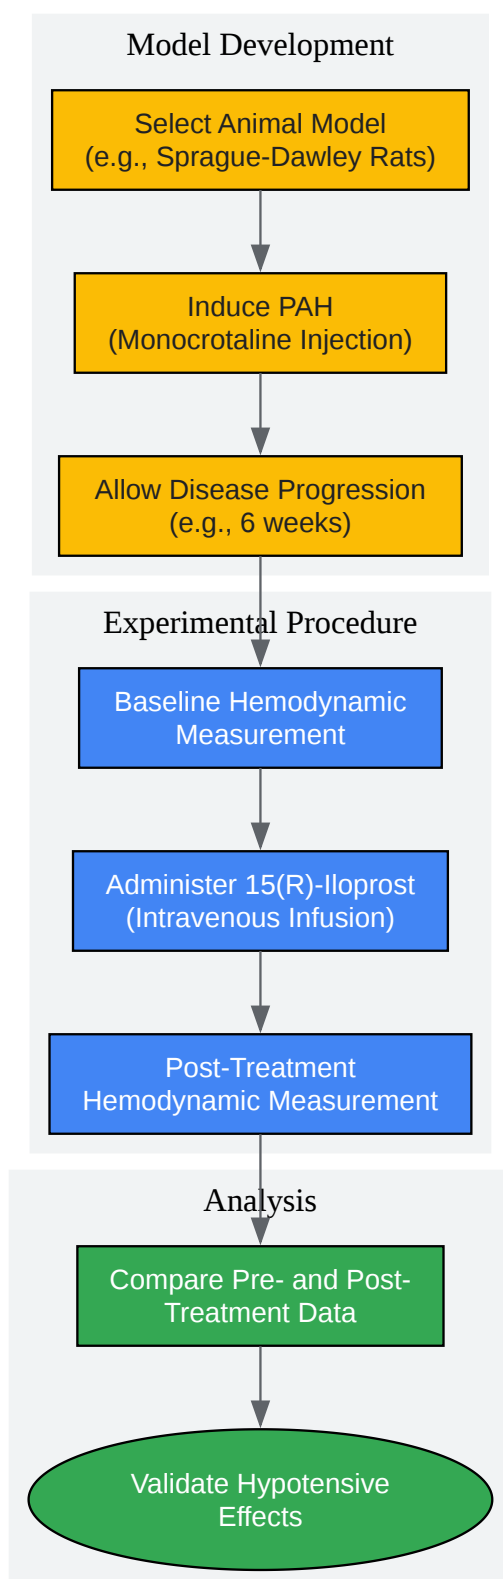 Model Development
Select Animal Model
(e.g., Sprague-Dawley Rats)
Induce PAH
(Monocrotaline Injection)
Allow Disease Progression
(e.g., 6 weeks)
Experimental Procedure
Baseline Hemodynamic
Measurement
Administer 15(R)-Iloprost
(Intravenous Infusion)
Post-Treatment
Hemodynamic Measurement
Analysis
Compare Pre- and Post-
Treatment Data
Validate Hypotensive
Effects